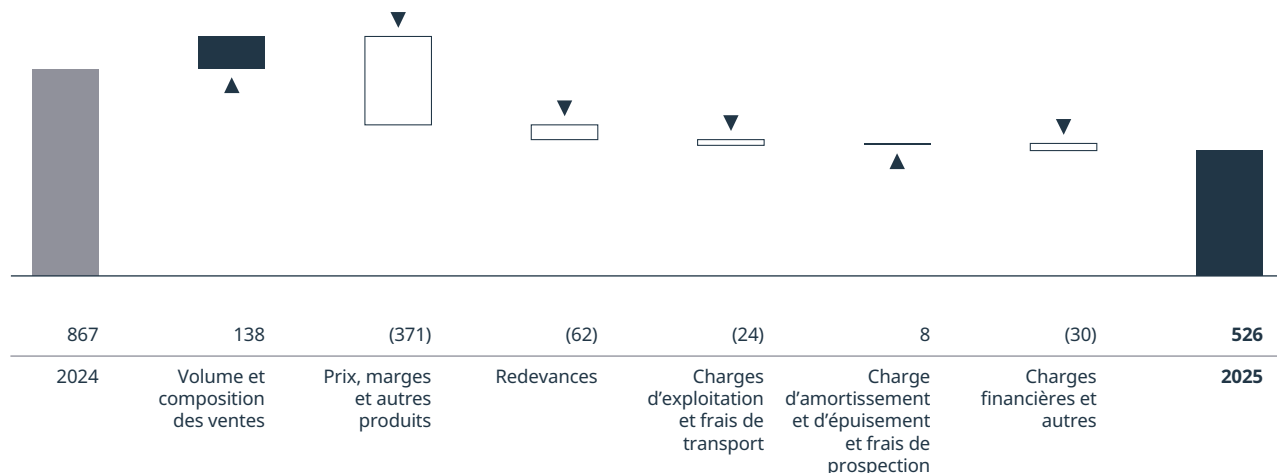 867 138 (371) (62) (24) 8 (30) 526
2024
Volume et
composition
des ventes
Prix, marges
et autres
produits
Redevances
Charges
d’exploitation
et frais de
transport
Charge
d’amortissement
et d’épuisement
et frais de
prospection
Charges
financières et
autres
2025